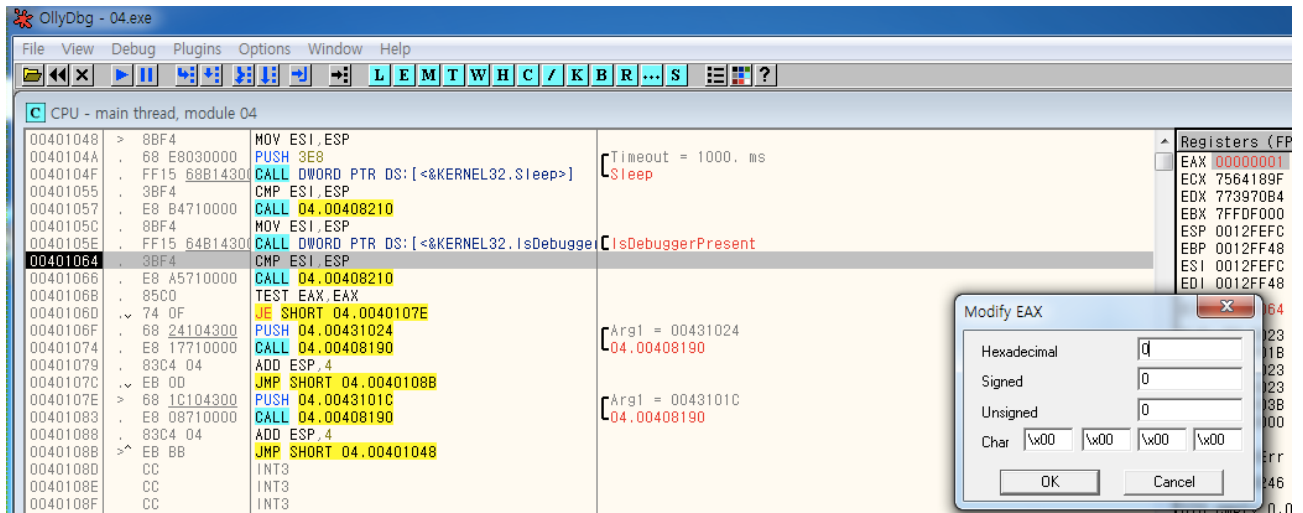 OllyDbg - 04.exe
File View Debug Plugins Options Window Help
L E M T W H C / K B R ... S ?
C CPU - main thread, module 04
00401048 > 8BF4 MOV ESI,ESP
0040104A . 68 E8030000 PUSH 3E8 Timeout = 1000. ms
0040104F . FF15 68B14300 CALL DWORD PTR DS:[<&KERNEL32.Sleep>] Sleep
00401055 . 3BF4 CMP ESI,ESP
00401057 . E8 B4710000 CALL 04.00408210
0040105C . 8BF4 MOV ESI,ESP
0040105E . FF15 64B14300 CALL DWORD PTR DS:[<&KERNEL32.IsDebugger IsDebuggerPresent
00401064 . 3BF4 CMP ESI,ESP
00401066 . E8 A5710000 CALL 04.00408210
0040106B . 85C0 TEST EAX,EAX
0040106D .v 74 0F JE SHORT 04.0040107E
0040106F . 68 24104300 PUSH 04.00431024 Arg1 = 00431024
00401074 . E8 17710000 CALL 04.00408190 04.00408190
00401079 . 83C4 04 ADD ESP,4
0040107C .v EB 0D JMP SHORT 04.0040108B
0040107E > 68 1C104300 PUSH 04.0043101C Arg1 = 0043101C
00401083 . E8 08710000 CALL 04.00408190 04.00408190
00401088 . 83C4 04 ADD ESP,4
0040108B >^ EB BB JMP SHORT 04.00401048
0040108D CC INT3
0040108E CC INT3
0040108F CC INT3
Registers (FP
EAX 00000001
ECX 7564189F
EDX 773970B4
EBX 7FFDF000
ESP 0012FEFC
EBP 0012FF48
ESI 0012FEFC
EDI 0012FF48
Modify EAX
Hexadecimal 0
Signed 0
Unsigned 0
Char \x00 \x00 \x00 \x00
OK Cancel